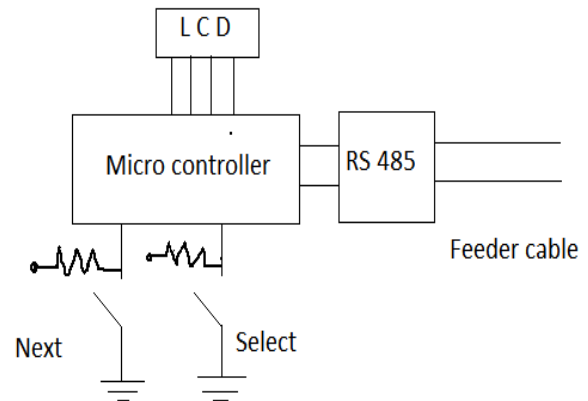 L C D
Micro controller
RS 485
Feeder cable
Next
Select